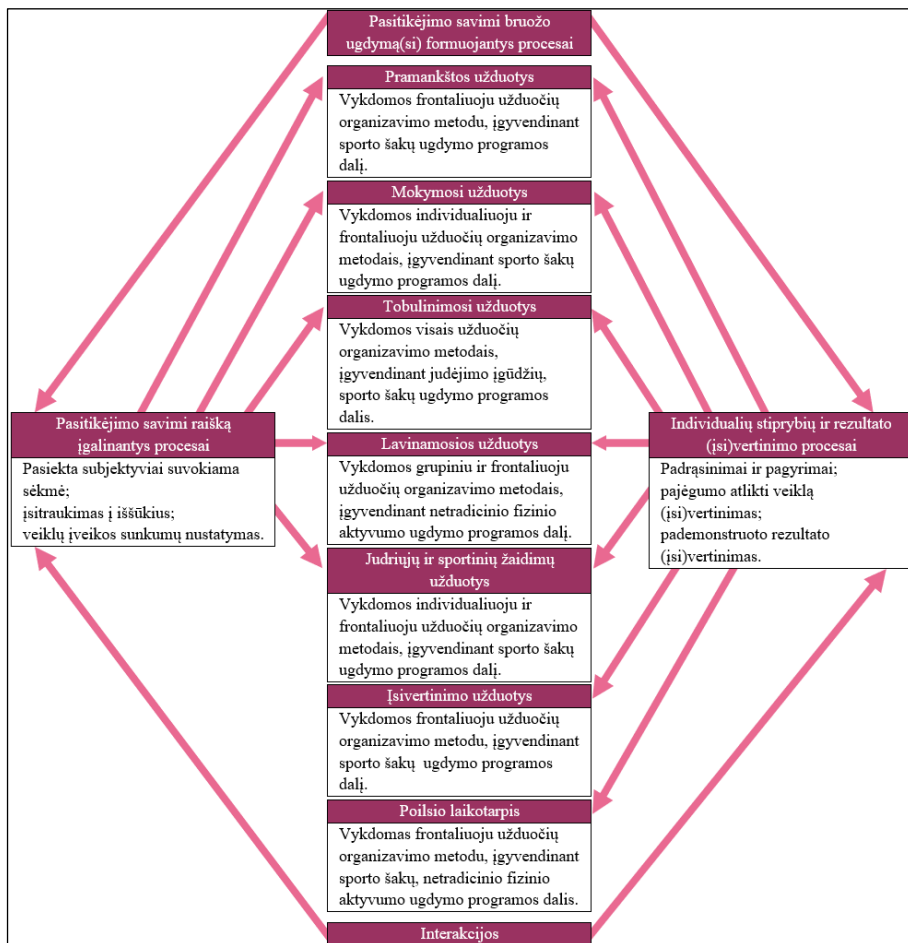 Pasitikėjimo savimi bruožo
ugdymą(si) formuojantys procesai
Pramankštos užduotys
Vykdomos frontaliuoju užduočių
organizavimo metodu, įgyvendinant
sporto šakų ugdymo programos
dalį.
Mokymosi užduotys
Vykdomos individualiuoju ir
frontaliuoju užduočių organizavimo
metodais, įgyvendinant sporto šakų
ugdymo programos dalį.
Tobulinimosi užduotys
Vykdomos visais užduočių
organizavimo metodais,
įgyvendinant judėjimo įgūdžių,
sporto šakų ugdymo programos
dalis.
Pasitikėjimo savimi raišką
įgalinantys procesai
Pasiekta subjektyviai suvokiama
sėkmė;
įsitraukimas į iššūkius;
veiklų įveikos sunkumų nustatymas.
Lavinamosios užduotys
Vykdomos grupiniu ir frontaliuoju
užduočių organizavimo metodais,
įgyvendinant netradicinio fizinio
aktyvumo ugdymo programos dalį.
Individualių stiprybių ir rezultato
(įsi)vertinimo procesai
Padrąsinimai ir pagyrimai;
pajėgumo atlikti veiklą
(įsi)vertinimas;
pademonstruoto rezultato
(įsi)vertinimas.
Judriųjų ir sportinių žaidimų
užduotys
Vykdomos individualiuoju ir
frontaliuoju užduočių organizavimo
metodais, įgyvendinant sporto šakų
ugdymo programos dalį.
Įsivertinimo užduotys
Vykdomos frontaliuoju užduočių
organizavimo metodu, įgyvendinant
sporto šakų ugdymo programos
dalį.
Poilsio laikotarpis
Vykdomas frontaliuoju užduočių
organizavimo metodu, įgyvendinant
sporto šakų, netradicinio fizinio
aktyvumo ugdymo programos dalis.
Interakcijos